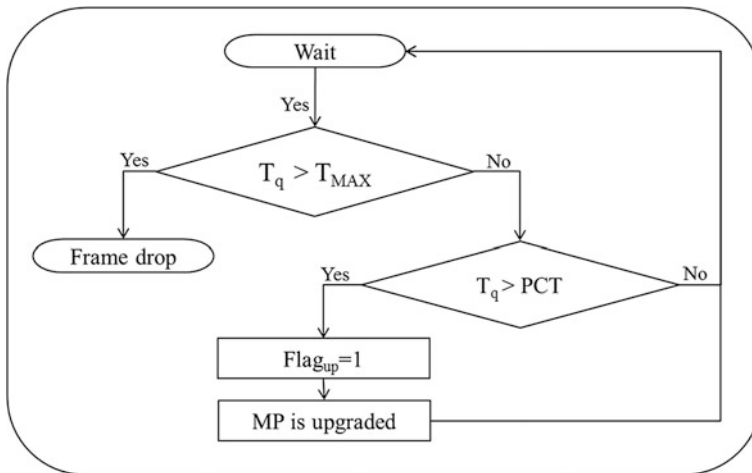 Wait
Yes
Yes
T_q > T_MAX
No
Frame drop
Yes
T_q > PCT
No
Flag_up=1
MP is upgraded